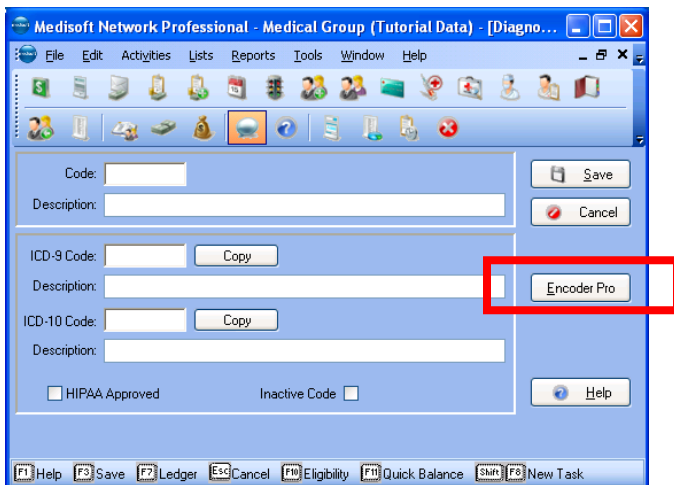 Medisoft Network Professional - Medical Group (Tutorial Data) - [Diagno...
File Edit Activities Lists Reports Tools Window Help
Code:
Save
Description:
Cancel
ICD-9 Code: Copy
Description:
Encoder Pro
ICD-10 Code: Copy
Description:
HIPAA Approved Inactive Code
Help
F1 Help F3 Save F7 Ledger Esc Cancel F10 Eligibility F11 Quick Balance Shift F8 New Task